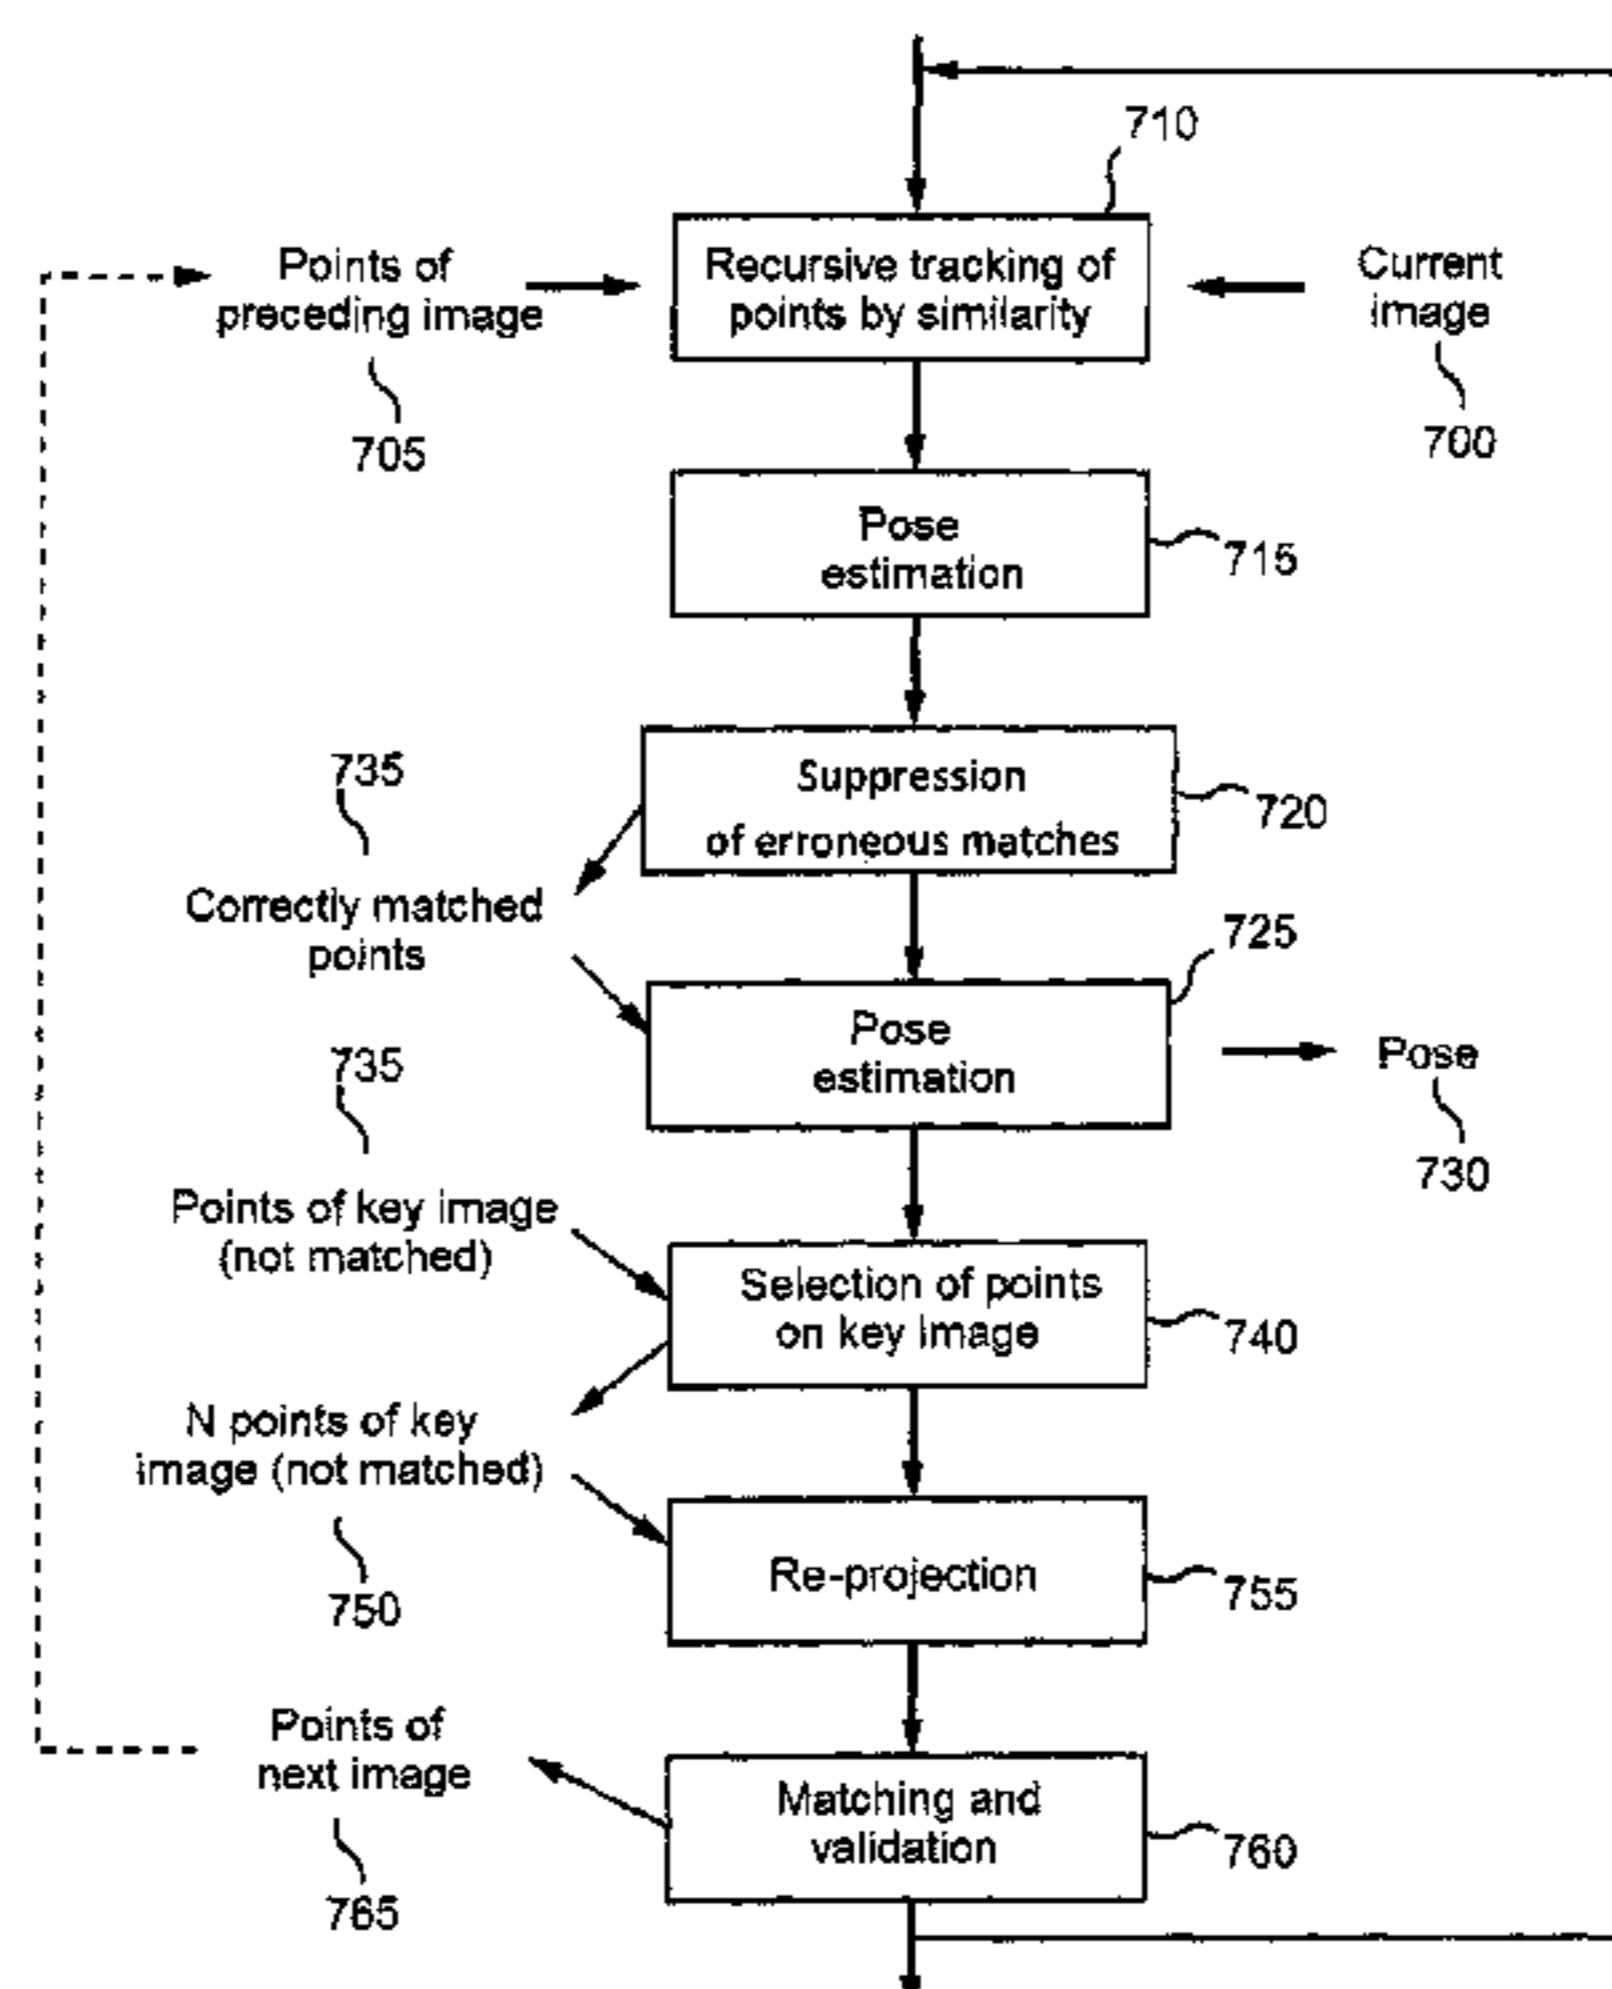 710
Points of
preceding image
705
Recursive tracking of
points by similarity
Current
image
700
Pose
estimation
715
735
Suppression
of erroneous matches
720
Correctly matched
points
725
Pose
estimation
Pose
730
735
Points of key image
(not matched)
Selection of points
on key image
740
N points of key
image (not matched)
750
Re-projection
755
Points of
next image
765
Matching and
validation
760